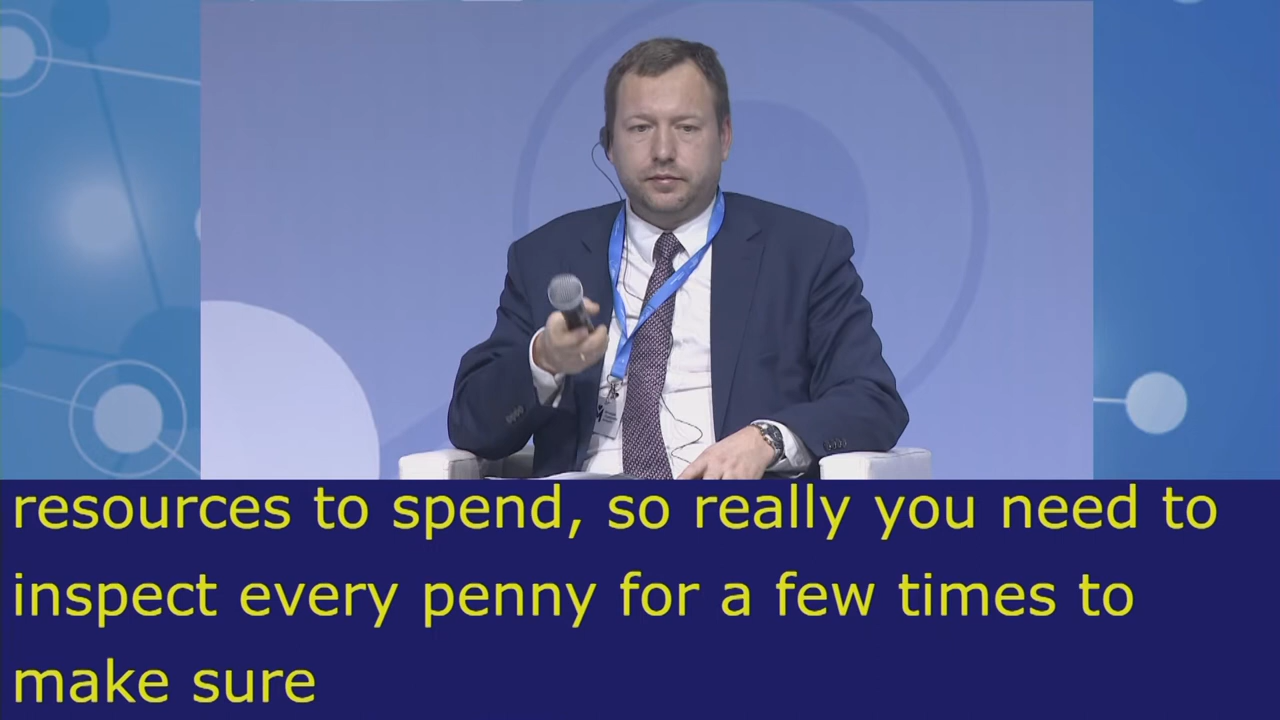 resources to spend, so really you need to
inspect every penny for a few times to
make sure